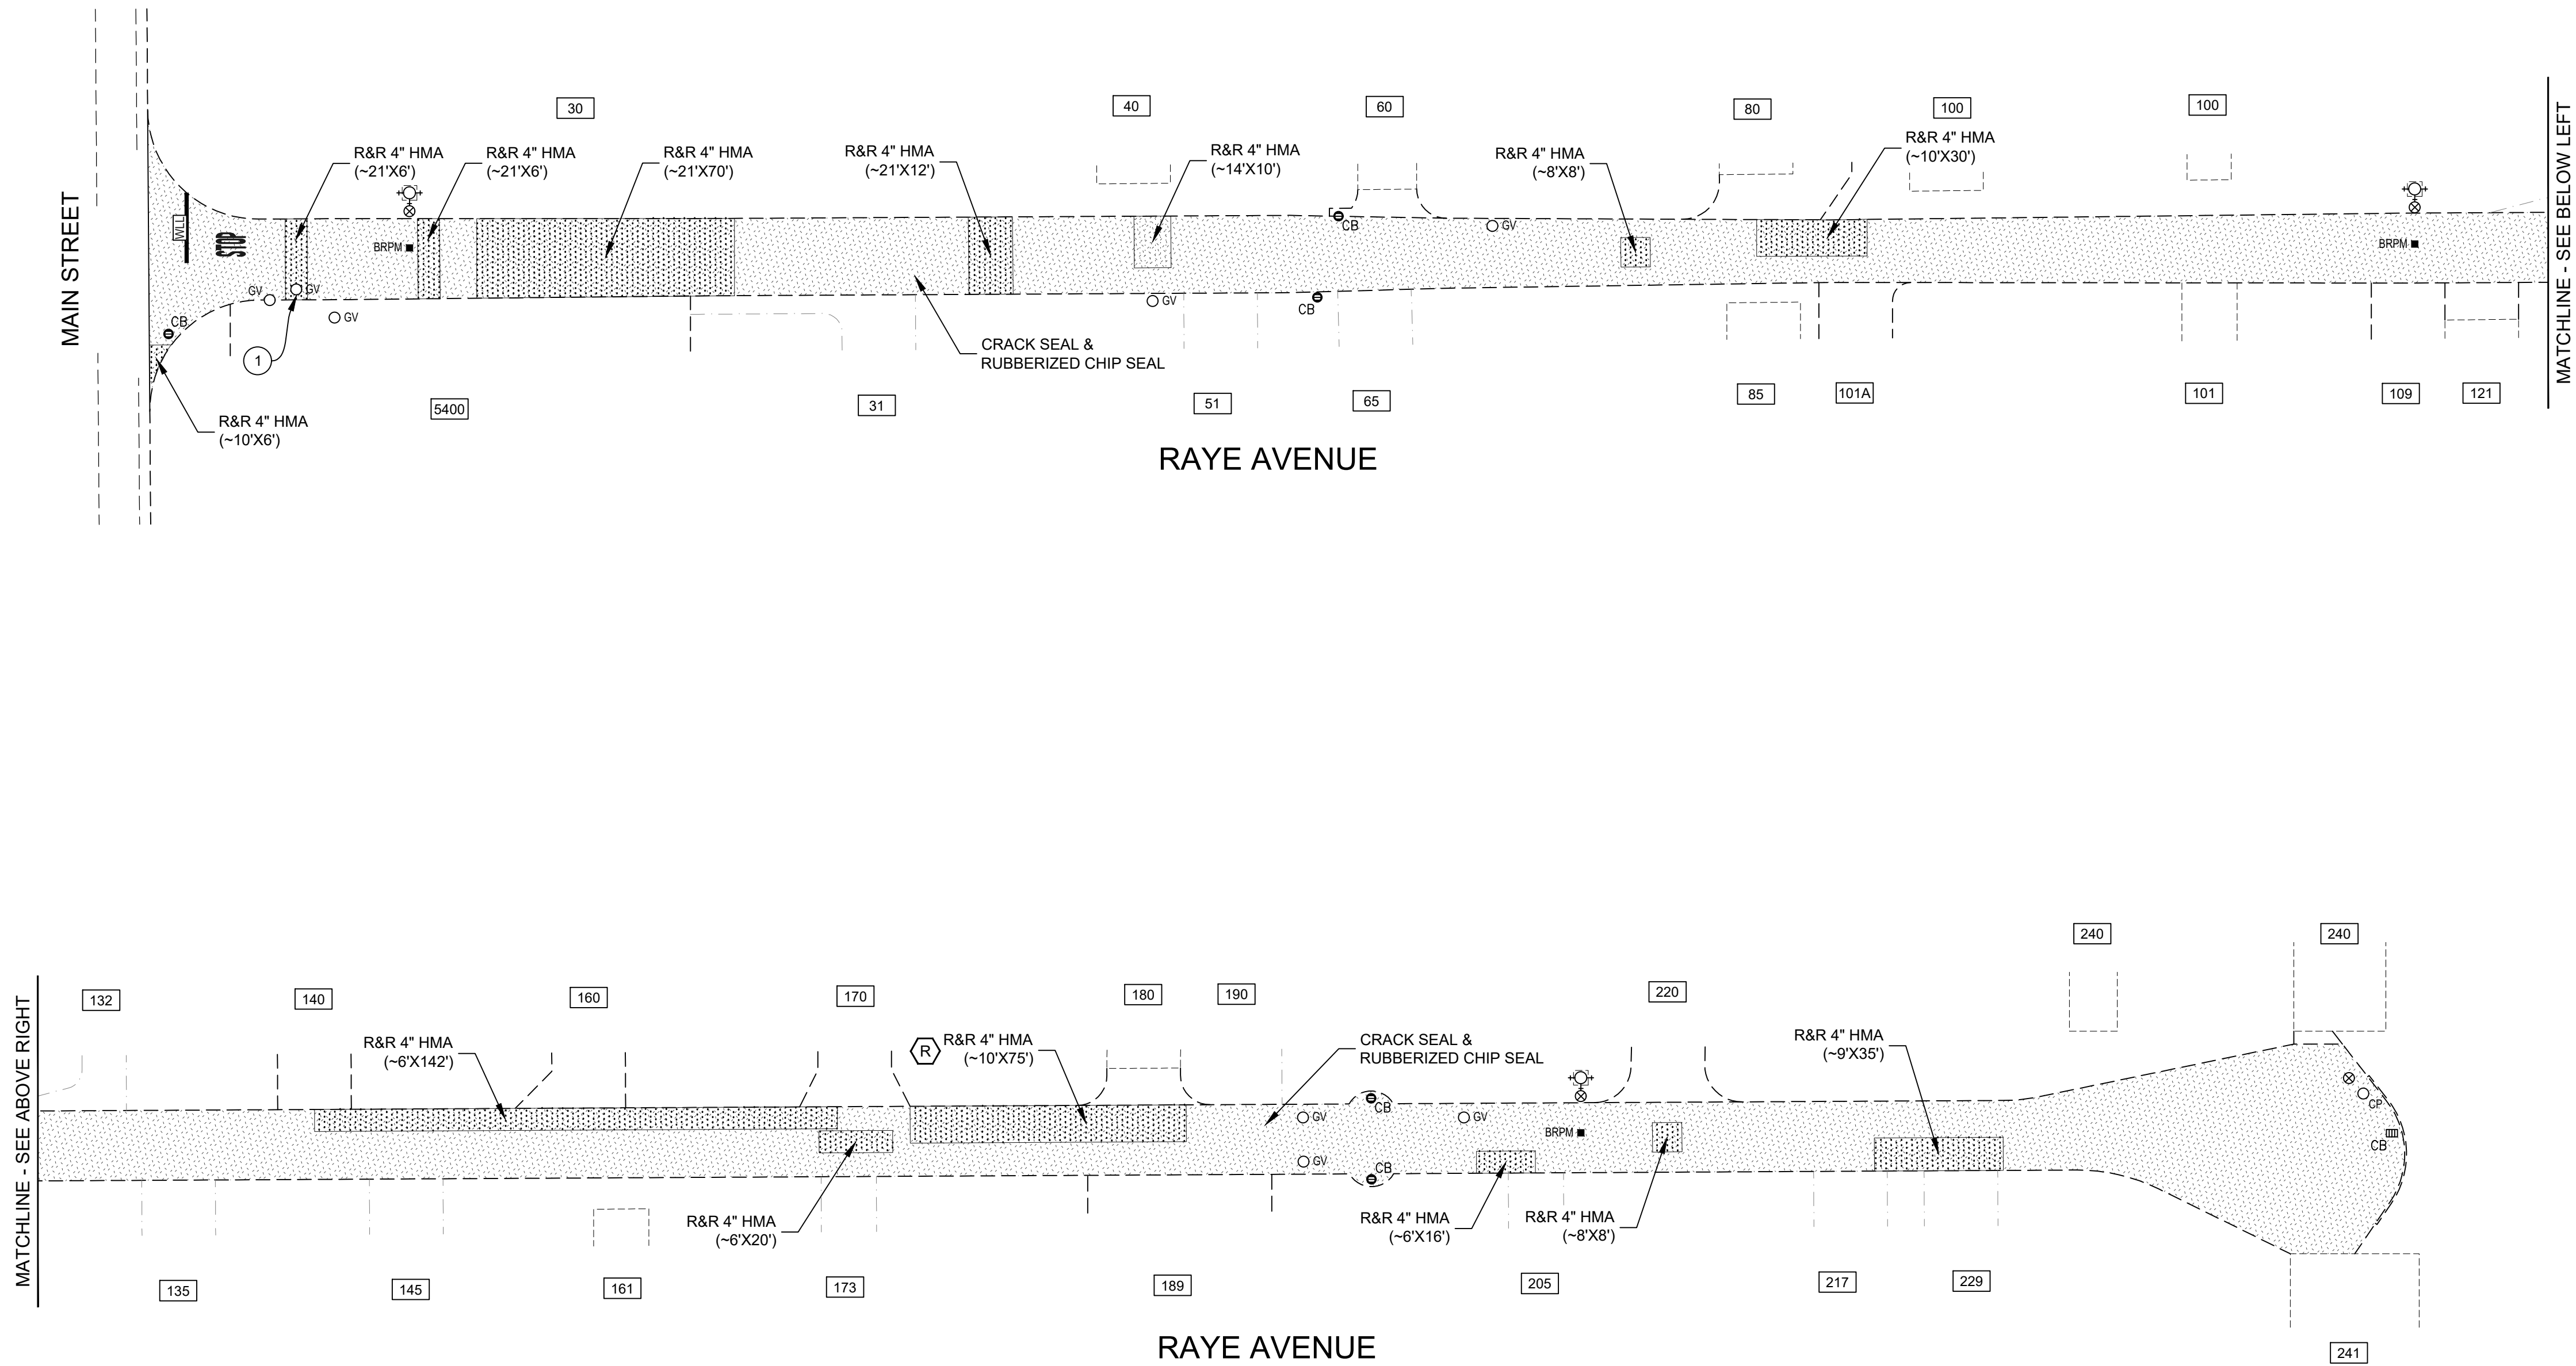 30
40
60
80
100
100
R&R 4" HMA
(~21'X6')
R&R 4" HMA
(~21'X6')
R&R 4" HMA
(~21'X70')
R&R 4" HMA
(~21'X12')
R&R 4" HMA
(~14'X10')
R&R 4" HMA
(~8'X8')
R&R 4" HMA
(~10'X30')
MAIN STREET
WLL
STOP
BRPM
CB
GV
BRPM
GV
GV
GV
GV
CB
CB
1
CRACK SEAL &
RUBBERIZED CHIP SEAL
R&R 4" HMA
(~10'X6')
5400
31
51
65
85
101A
101
109
121
MATCHLINE - SEE BELOW LEFT
RAYE AVENUE
MATCHLINE - SEE ABOVE RIGHT
132
140
160
170
180
190
220
240
240
R&R 4" HMA
(~6'X142')
R
R&R 4" HMA
(~10'X75')
CRACK SEAL &
RUBBERIZED CHIP SEAL
R&R 4" HMA
(~9'X35')
GV
CB
GV
BRPM
CP
CB
GV
CB
R&R 4" HMA
(~6'X20')
R&R 4" HMA
(~6'X16')
R&R 4" HMA
(~8'X8')
135
145
161
173
189
205
217
229
241
RAYE AVENUE